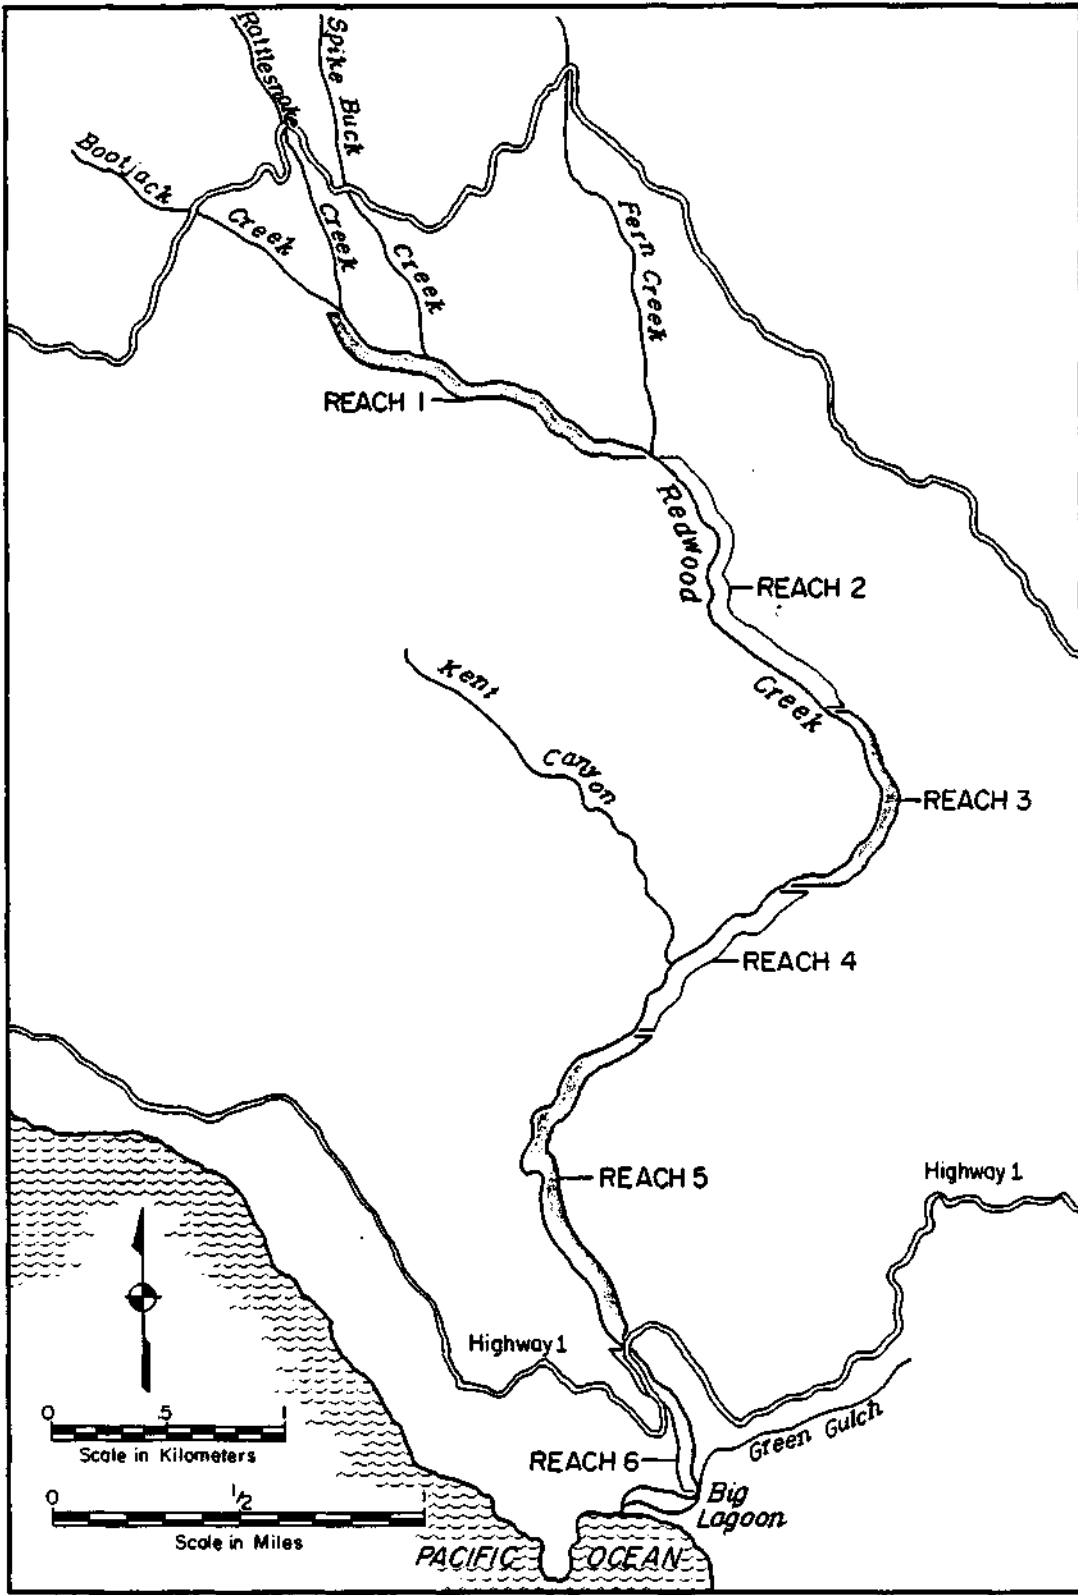 Rattlesnake
Creek
Spike Buck
Creek
Bootjack
Creek
Fern Creek
REACH 1
Redwood
Creek
REACH 2
Kent
Canyon
REACH 3
REACH 4
REACH 5
Highway 1
Highway 1
0 .5 1
Scale in Kilometers
Green Gulch
REACH 6
0 1/2 1
Scale in Miles
Big
Lagoon
PACIFIC OCEAN